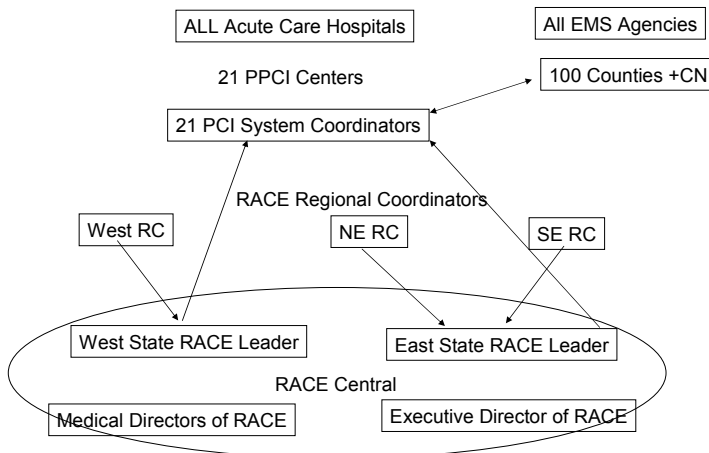 ALL Acute Care Hospitals
All EMS Agencies
21 PPCI Centers
100 Counties +CN
21 PCI System Coordinators
RACE Regional Coordinators
West RC
NE RC
SE RC
West State RACE Leader
East State RACE Leader
RACE Central
Medical Directors of RACE
Executive Director of RACE